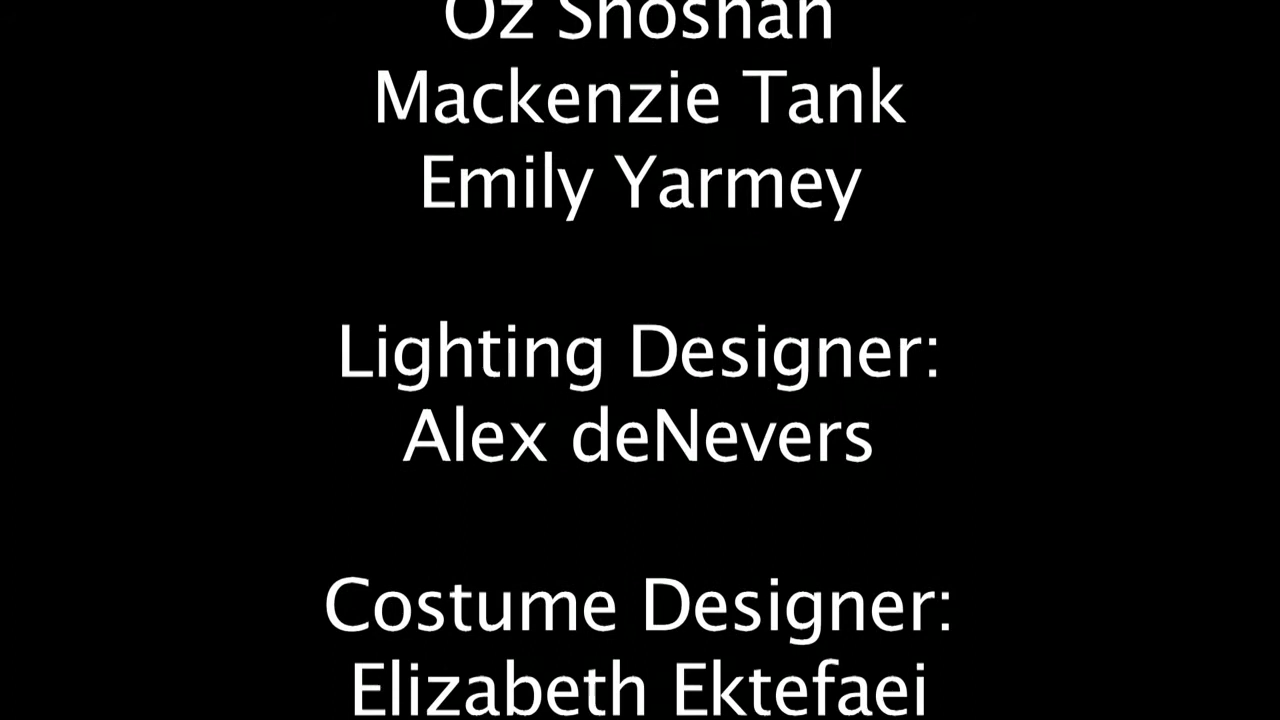 Oz Shoshan
Mackenzie Tank
Emily Yarmey
Lighting Designer:
Alex deNevers
Costume Designer:
Elizabeth Ektefaei